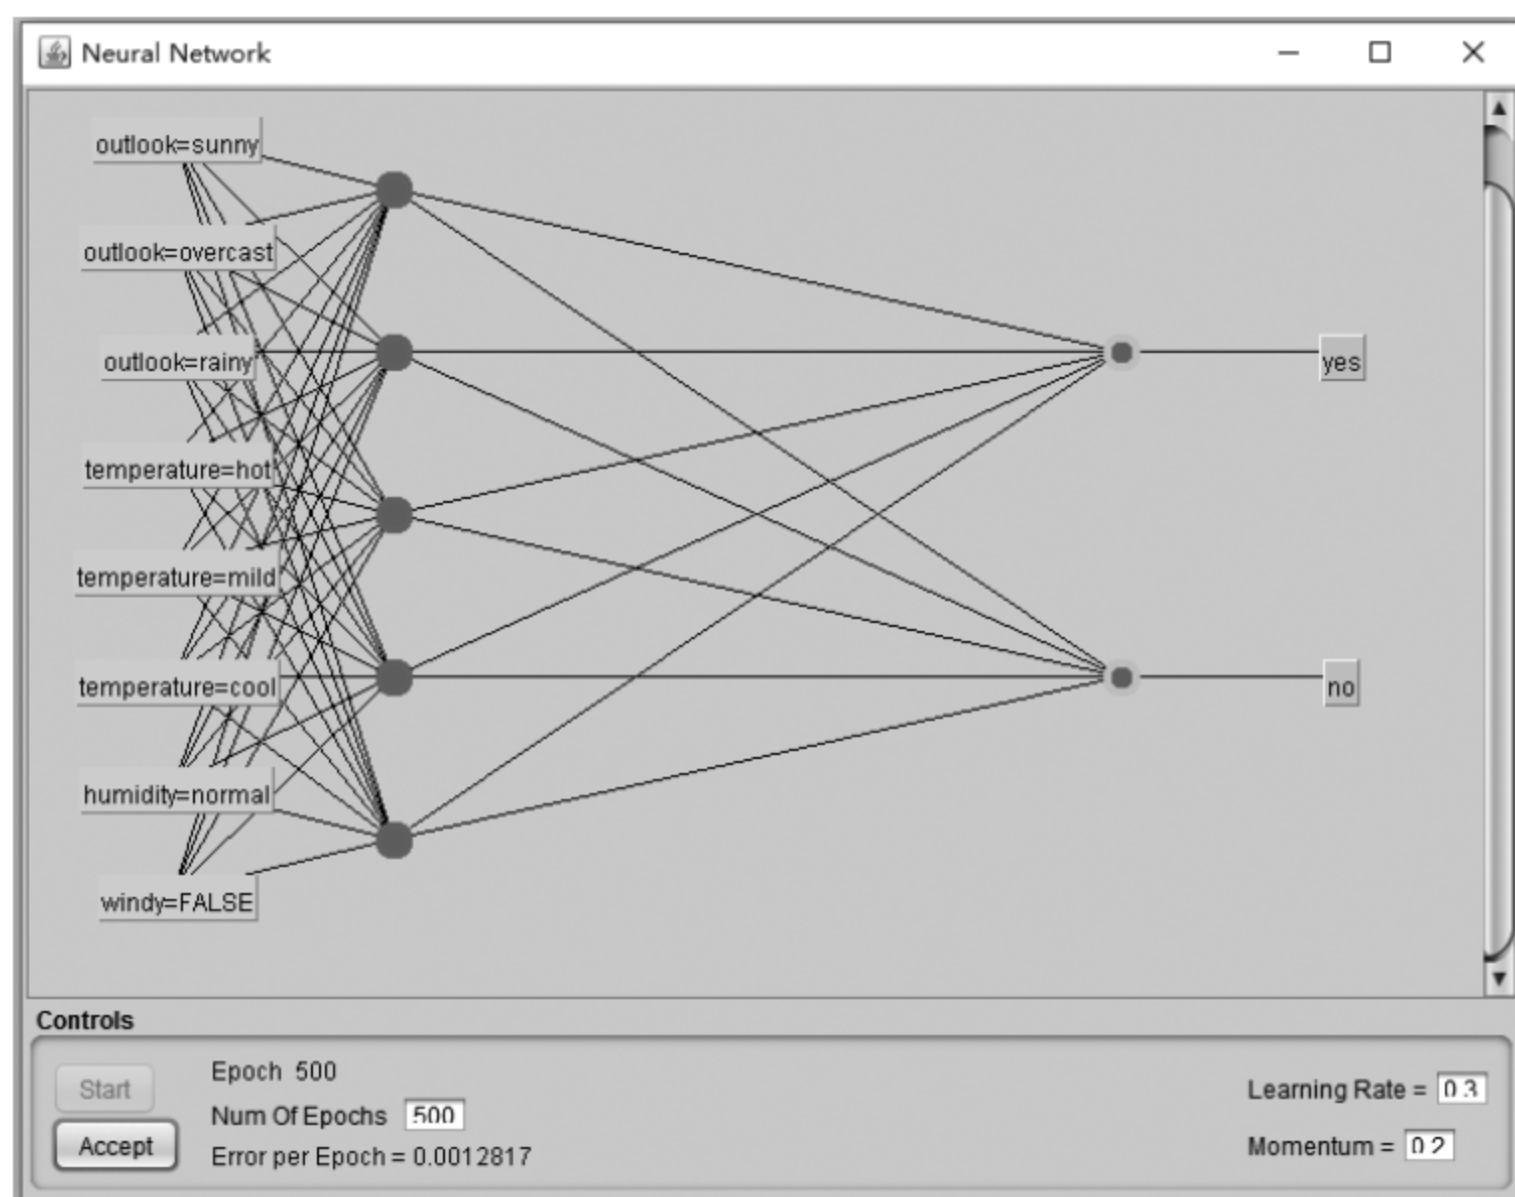 Neural Network
outlook=sunny
outlook=overcast
outlook=rainy
temperature=hot
temperature=mild
temperature=cool
humidity=normal
windy=FALSE
yes
no
Controls
Start
Accept
Epoch 500
Num Of Epochs 500
Error per Epoch = 0.0012817
Learning Rate = 0.3
Momentum = 0.2